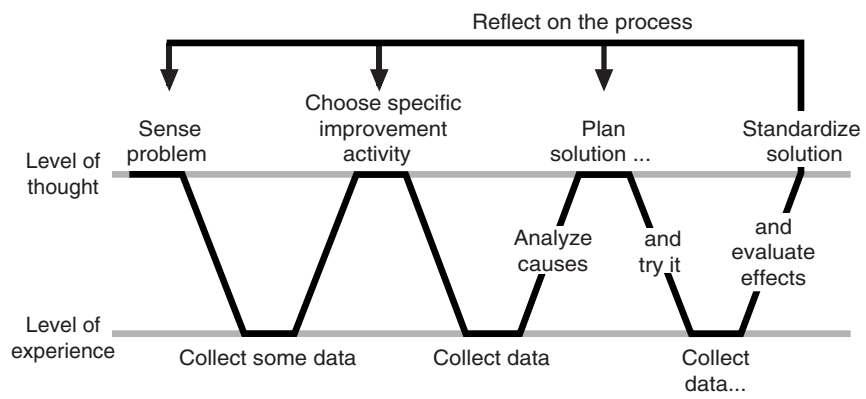 Reflect on the process
Sense
problem
Choose specific
improvement
activity
Plan
solution ...
Standardize
solution
Level of
thought
Analyze
causes
and
try it
and
evaluate
effects
Level of
experience
Collect some data
Collect data
Collect
data...